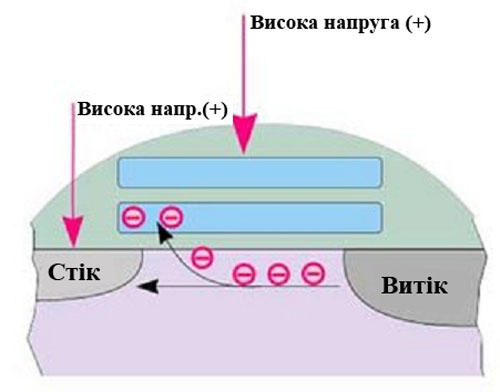 Висока напруга (+)
Висока напр.(+)
Стік
Витік